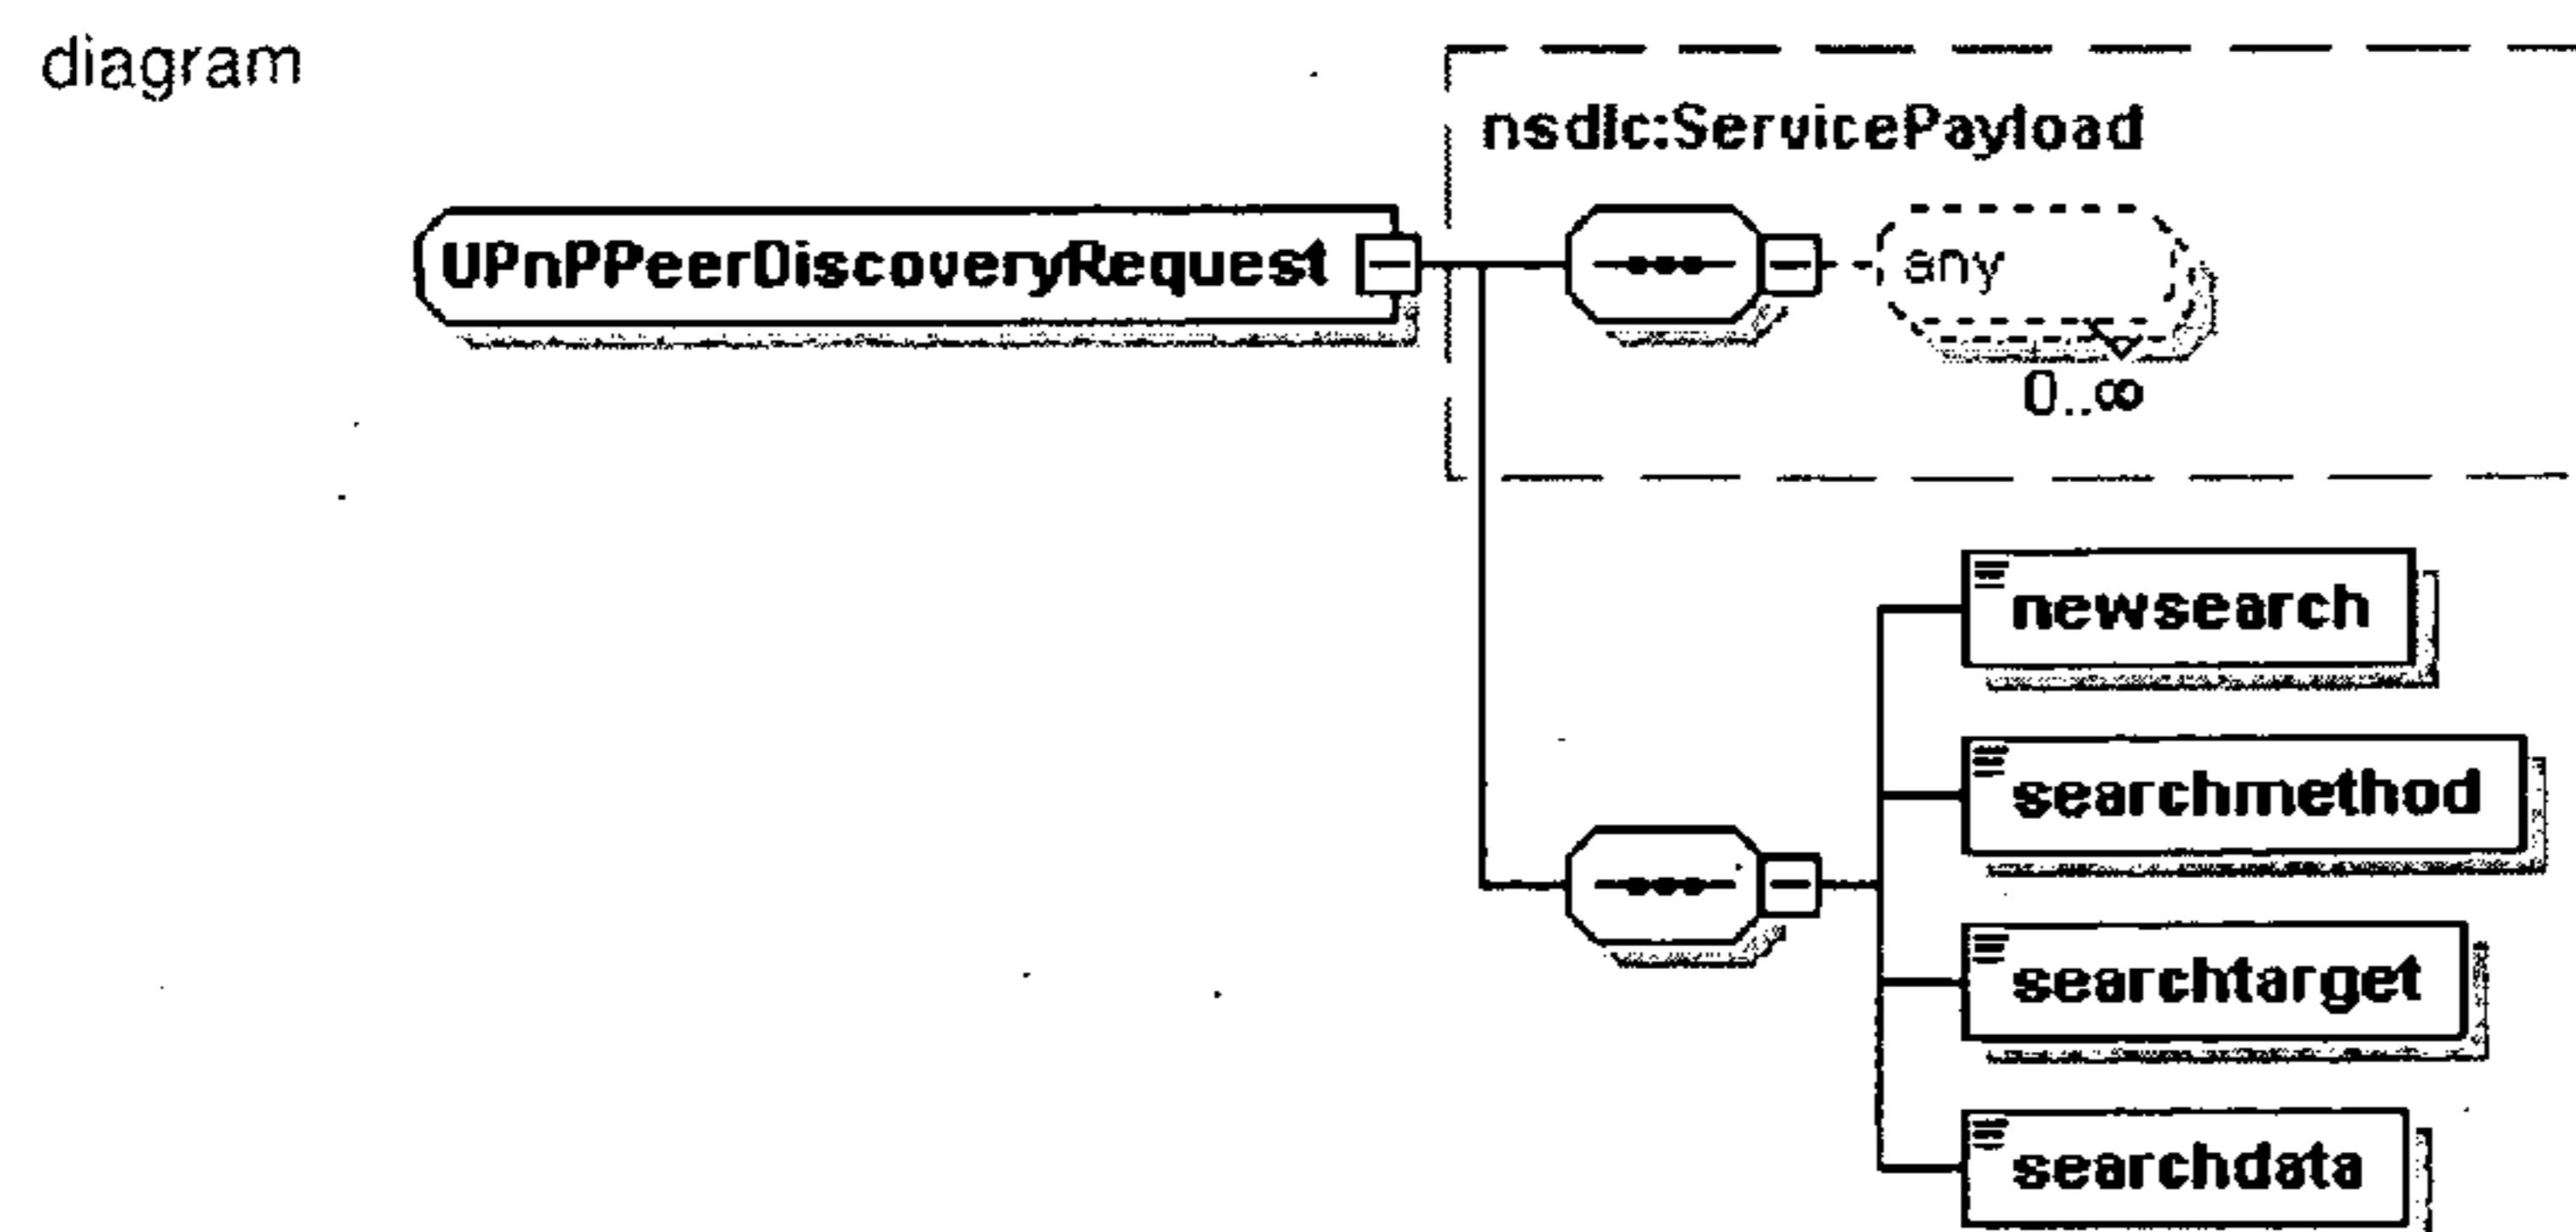 diagram
nsdlc:ServicePayload
UPnPPeerDiscoveryRequest
any
0..∞
newsearch
searchmethod
searchtarget
searchdata